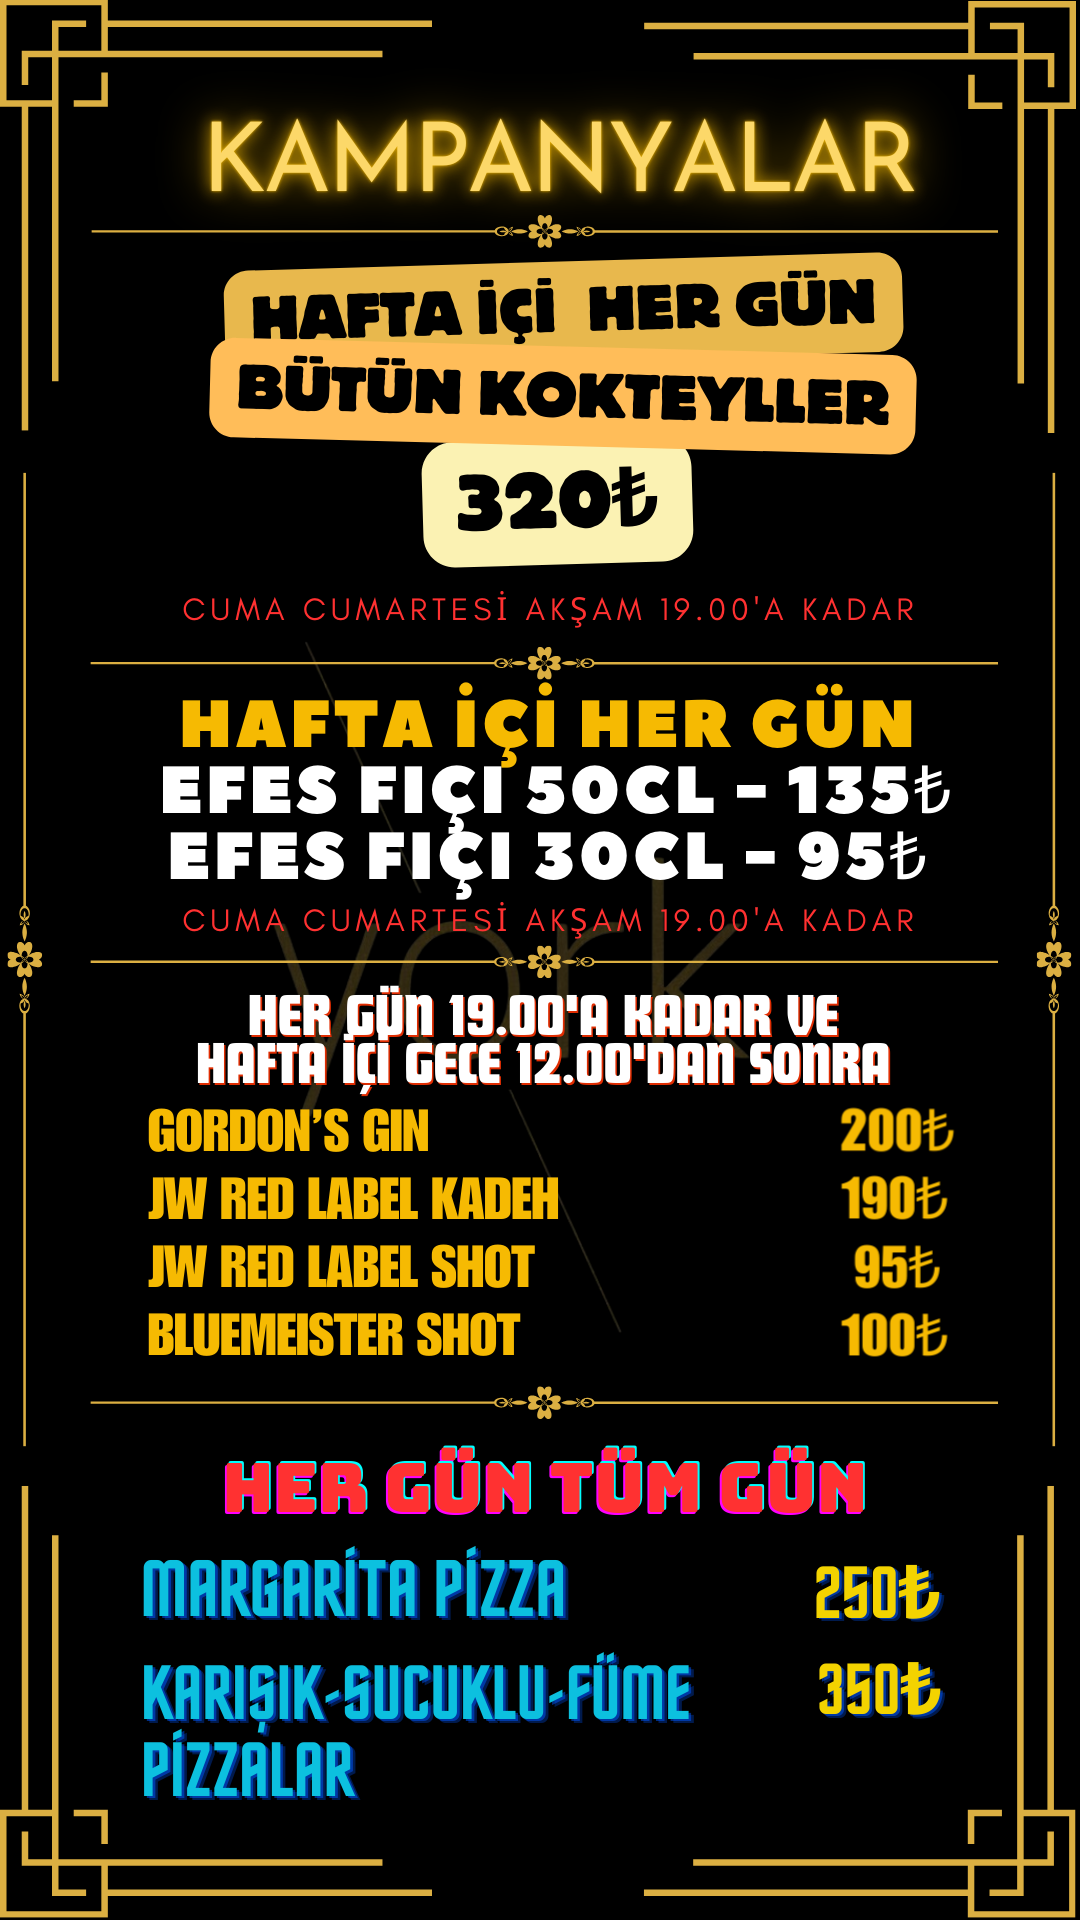 KAMPANYALAR
HAFTA İÇİ HER GÜN
BÜTÜN KOKTEYLLER
320₺
CUMA CUMARTESİ AKŞAM 19.00'A KADAR
HAFTA İÇİ HER GÜN
EFES FIÇI 50CL - 135₺
EFES FIÇI 30CL - 95₺
CUMA CUMARTESİ AKŞAM 19.00'A KADAR
york
HER GÜN 19.00'A KADAR VE
HAFTA İÇİ GECE 12.00'DAN SONRA
GORDON'S GIN 200₺
JW RED LABEL KADEH 190₺
JW RED LABEL SHOT 95₺
BLUEMEISTER SHOT 100₺
HER GÜN TÜM GÜN
MARGARİTA PİZZA 250₺
KARIŞIK-SUCUKLU-FÜME 350₺
PİZZALAR